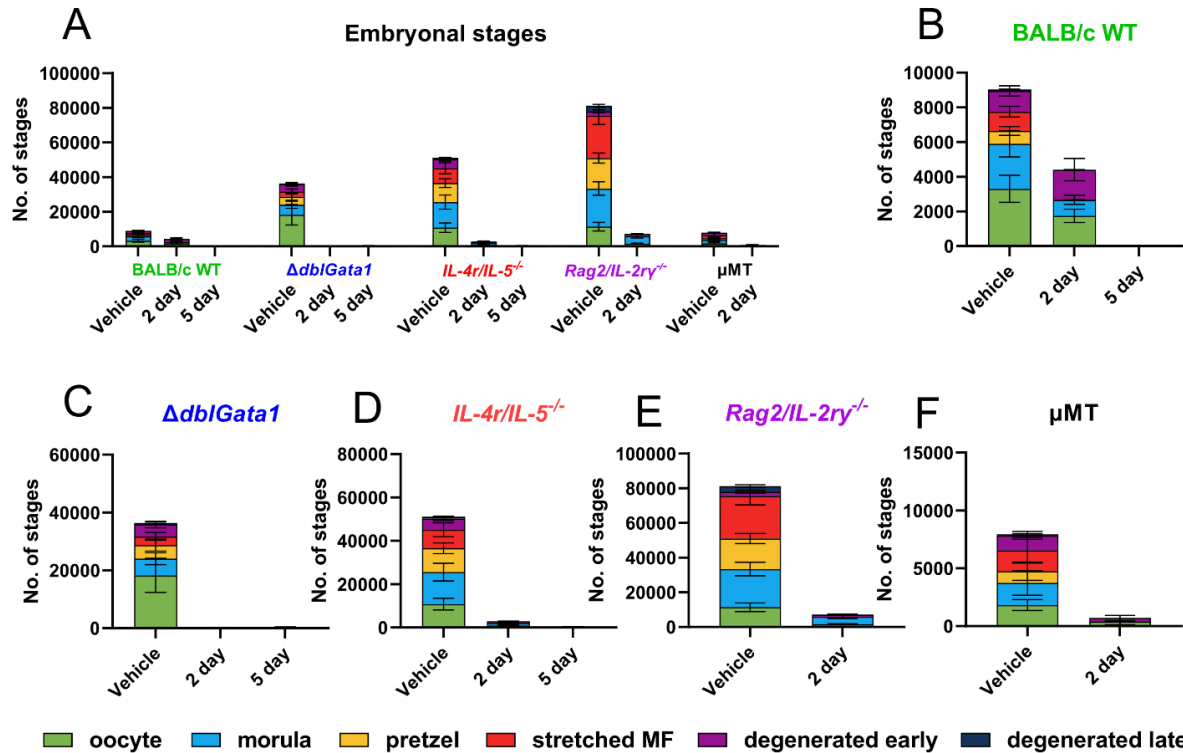 A
Embryonal stages
No. of stages
100000
80000
60000
40000
20000
0
BALB/c WT
ΔdblGata1
IL-4r/IL-5-/-
Rag2/IL-2rγ-/-
μMT
Vehicle
2 day
5 day
Vehicle
2 day
5 day
Vehicle
2 day
5 day
Vehicle
2 day
Vehicle
2 day
B
BALB/c WT
No. of stages
10000
8000
6000
4000
2000
0
Vehicle
2 day
5 day
C
ΔdblGata1
No. of stages
60000
40000
20000
0
Vehicle
2 day
5 day
D
IL-4r/IL-5-/-
No. of stages
80000
60000
40000
20000
0
Vehicle
2 day
5 day
E
Rag2/IL-2rγ-/-
No. of stages
100000
80000
60000
40000
20000
0
Vehicle
2 day
F
μMT
No. of stages
15000
10000
5000
0
Vehicle
2 day
oocyte morula pretzel stretched MF degenerated early degenerated late